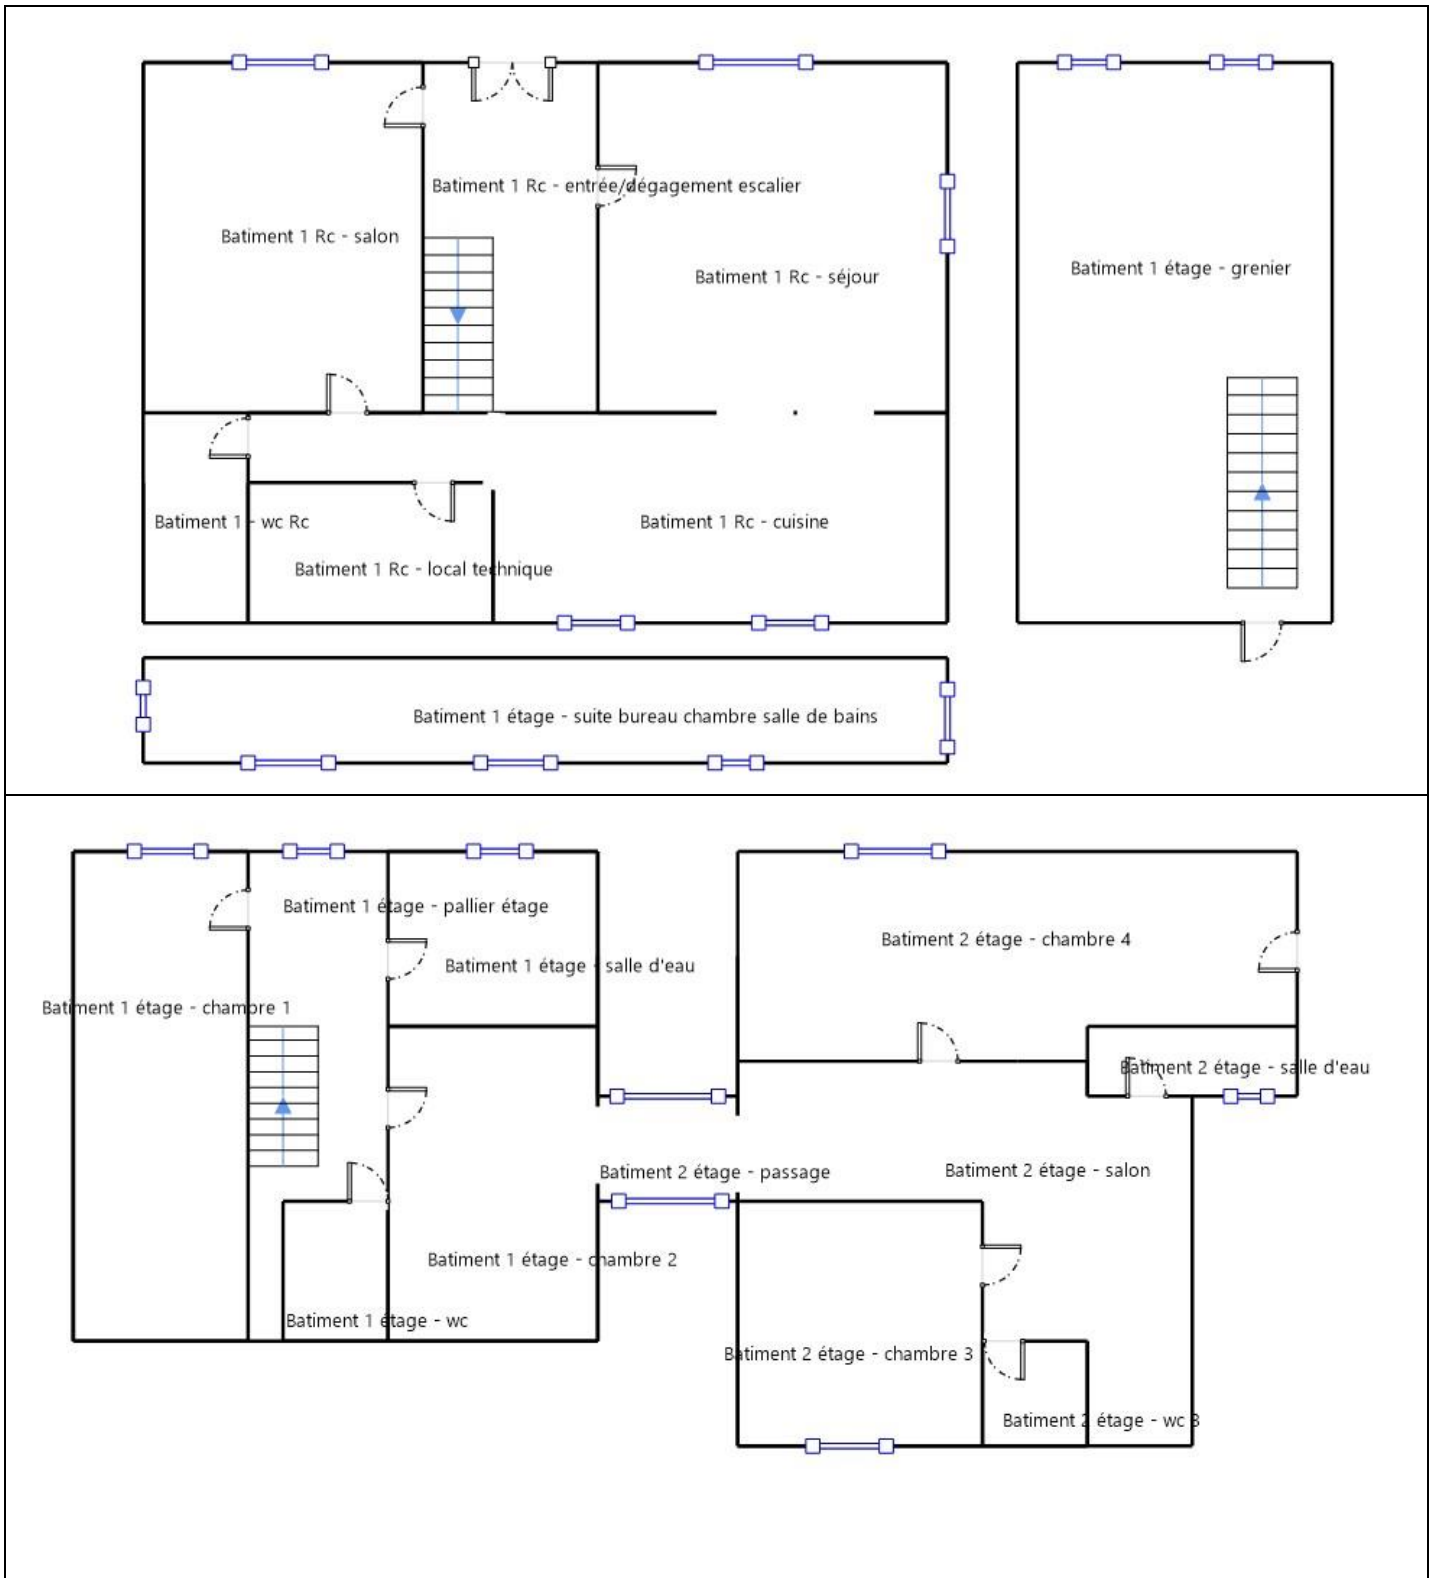 Batiment 1 Rc - entrée/dégagement escalier
Batiment 1 Rc - salon
Batiment 1 Rc - séjour
Batiment 1 étage - grenier
Batiment 1 - wc Rc
Batiment 1 Rc - cuisine
Batiment 1 Rc - local technique
Batiment 1 étage - suite bureau chambre salle de bains
Batiment 1 étage - pallier étage
Batiment 2 étage - chambre 4
Batiment 1 étage - salle d'eau
Batiment 1 étage - chambre 1
Batiment 2 étage - salle d'eau
Batiment 2 étage - passage
Batiment 2 étage - salon
Batiment 1 étage - chambre 2
Batiment 1 étage - wc
Batiment 2 étage - chambre 3
Batiment 2 étage - wc 3